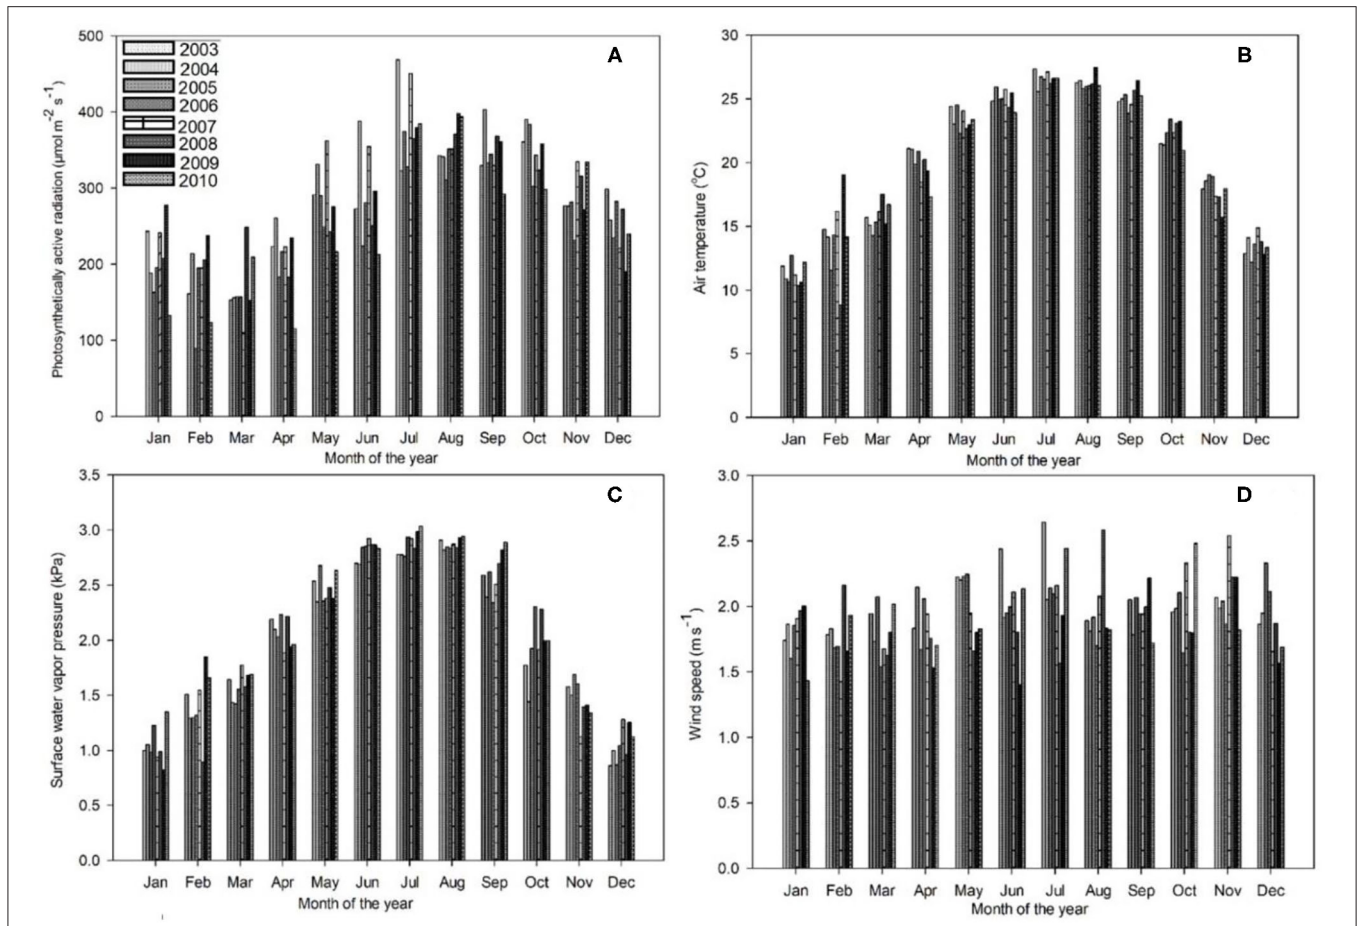 A
Photosynthetically active radiation (µmol m⁻² s⁻¹)
500
400
300
200
100
0
2003
2004
2005
2006
2007
2008
2009
2010
Jan Feb Mar Apr May Jun Jul Aug Sep Oct Nov Dec
Month of the year
B
Air temperature (°C)
30
25
20
15
10
5
0
Jan Feb Mar Apr May Jun Jul Aug Sep Oct Nov Dec
Month of the year
C
Surface water vapor pressure (kPa)
3.5
3.0
2.5
2.0
1.5
1.0
0.5
0.0
Jan Feb Mar Apr May Jun Jul Aug Sep Oct Nov Dec
Month of the year
D
Wind speed (m s⁻¹)
3.0
2.5
2.0
1.5
1.0
0.5
0.0
Jan Feb Mar Apr May Jun Jul Aug Sep Oct Nov Dec
Month of the year